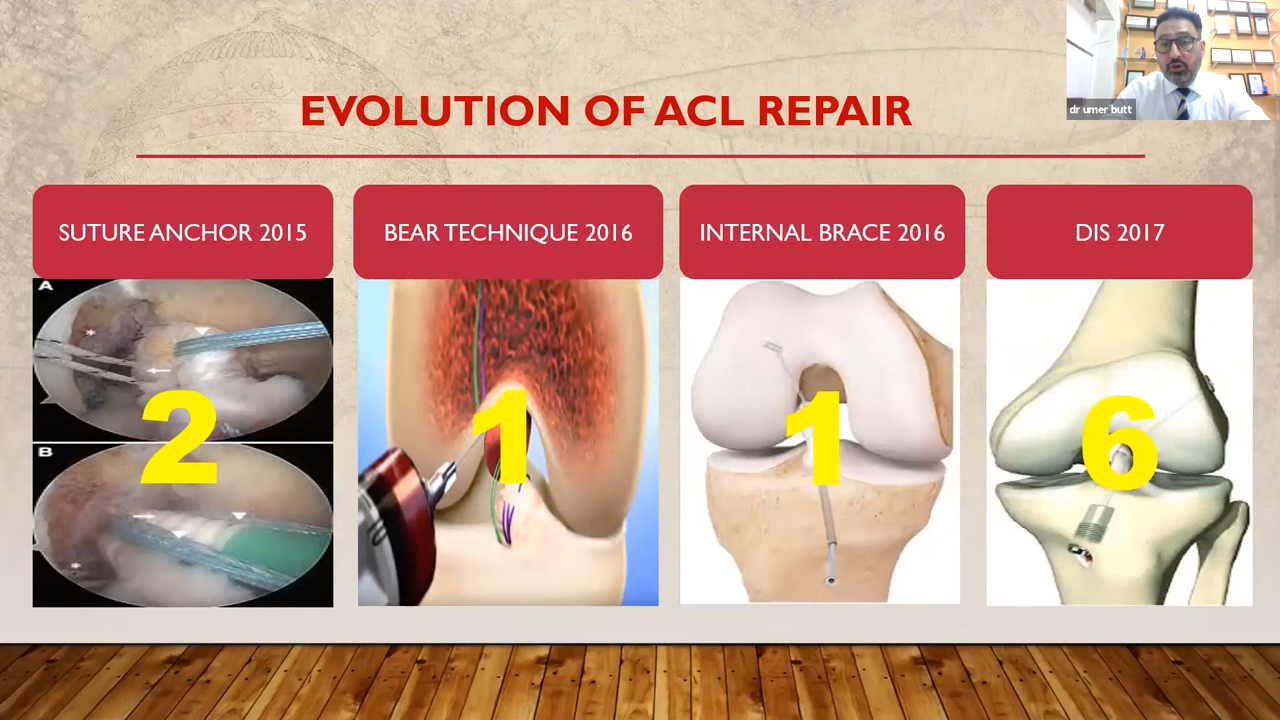 dr umer butt
EVOLUTION OF ACL REPAIR
SUTURE ANCHOR 2015
BEAR TECHNIQUE 2016
INTERNAL BRACE 2016
DIS 2017
A
B
2
1
1
6